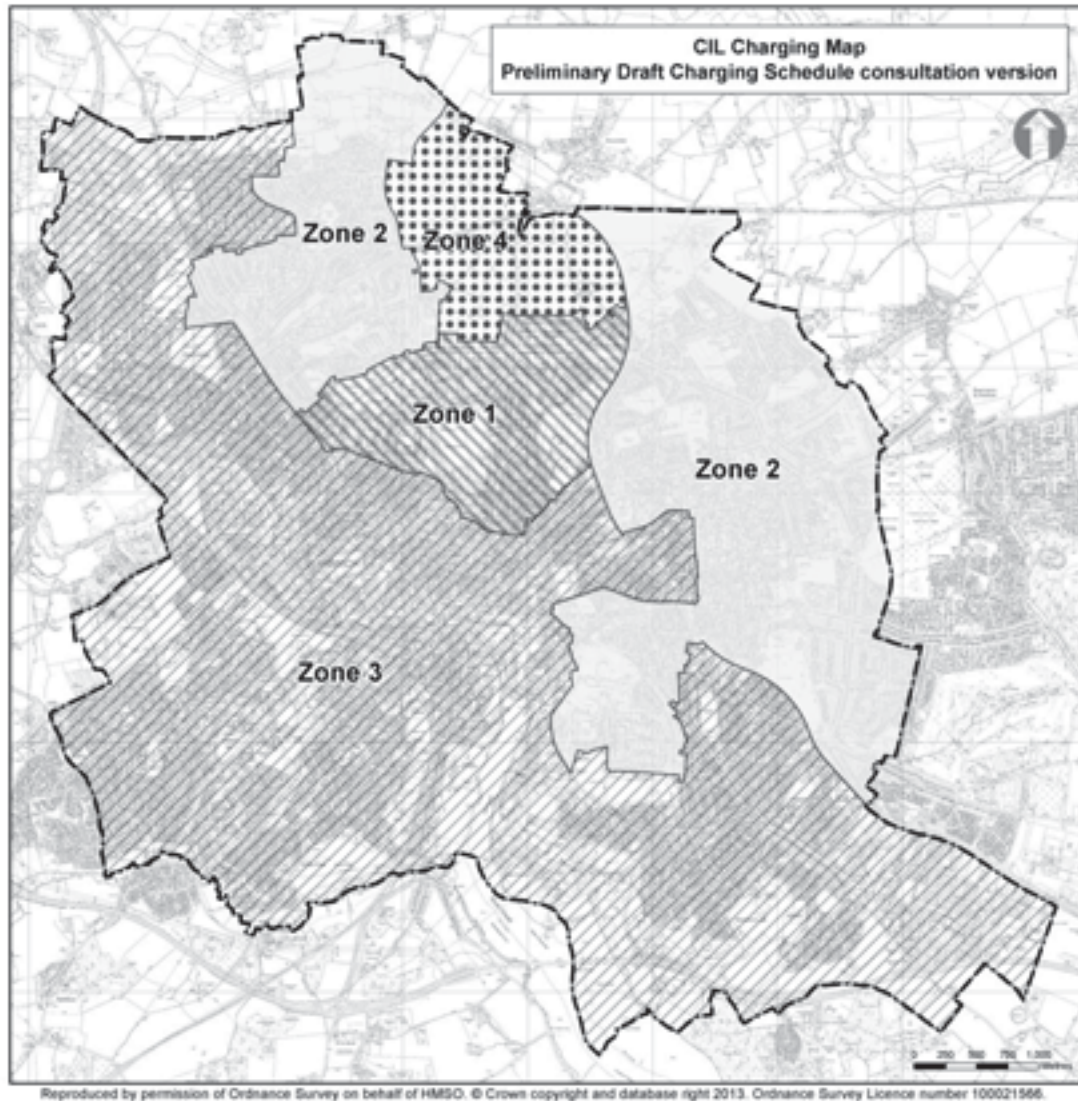 CIL Charging Map
Preliminary Draft Charging Schedule consultation version
Zone 2
Zone 4
Zone 1
Zone 2
Zone 3
0 250 500 750 1,000
Reproduced by permission of Ordnance Survey on behalf of HMSO. © Crown copyright and database right 2013. Ordnance Survey Licence number 100021566.